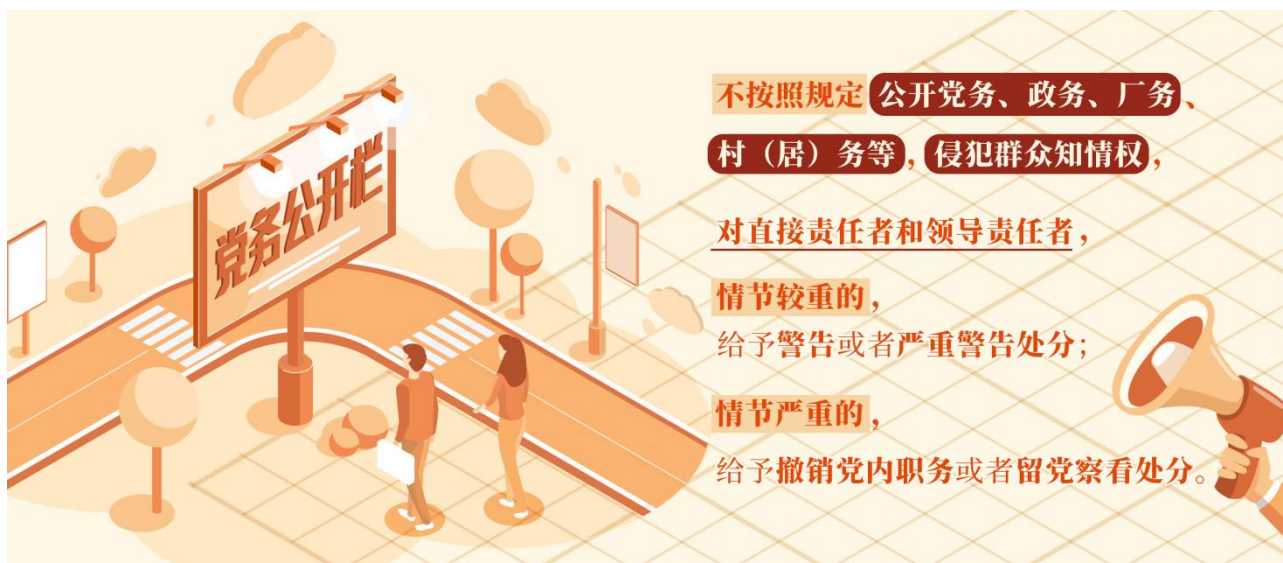 党务公开栏
不按照规定公开党务、政务、厂务、
村（居）务等，侵犯群众知情权，
对直接责任者和领导责任者，
情节较重的，
给予警告或者严重警告处分；
情节严重的，
给予撤销党内职务或者留党察看处分。